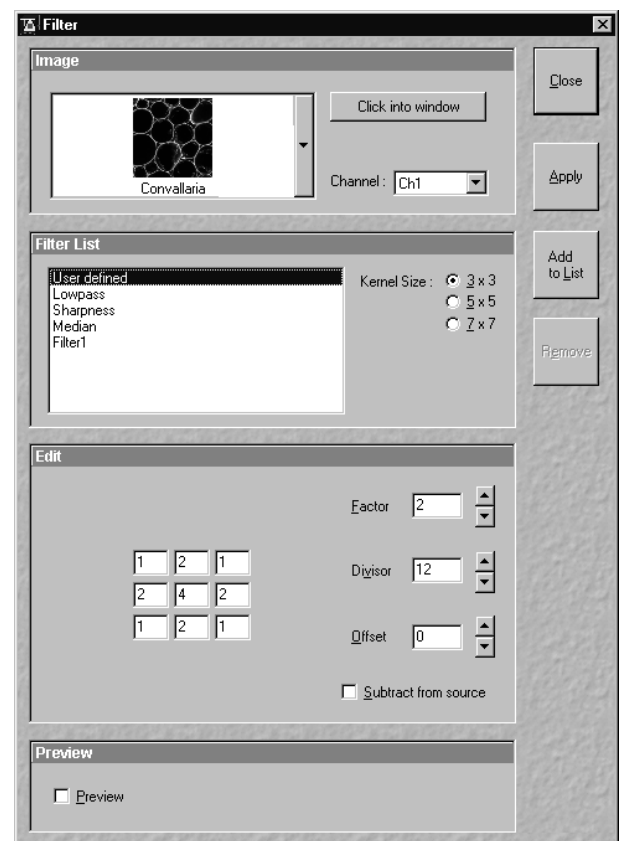 Filter
Image
Close
Click into window
Convallaria
Channel : Ch1
Apply
Filter List
User defined
Lowpass
Sharpness
Median
Filter1
Kernel Size : 3 x 3
5 x 5
7 x 7
Add
to List
Remove
Edit
Factor 2
1 2 1
2 4 2
1 2 1
Divisor 12
Offset 0
Subtract from source
Preview
Preview